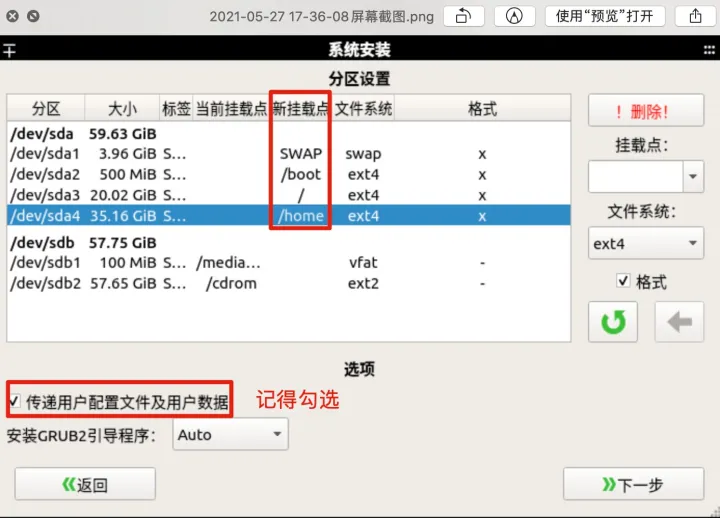 2021-05-27 17-36-08屏幕截图.png 使用“预览”打开
系统安装
分区设置
分区 大小 标签 当前挂载点 新挂载点 文件系统 格式
/dev/sda 59.63 GiB
/dev/sda1 3.96 GiB S... SWAP swap x
/dev/sda2 500 MiB S... /boot ext4 x
/dev/sda3 20.02 GiB S... / ext4 x
/dev/sda4 35.16 GiB S... /home ext4 x
/dev/sdb 57.75 GiB
/dev/sdb1 100 MiB S... /media... vfat -
/dev/sdb2 57.65 GiB S... /cdrom ext2 -
！删除！
挂载点：
文件系统：
ext4
格式
选项
传递用户配置文件及用户数据 记得勾选
安装GRUB2引导程序： Auto
返回 下一步